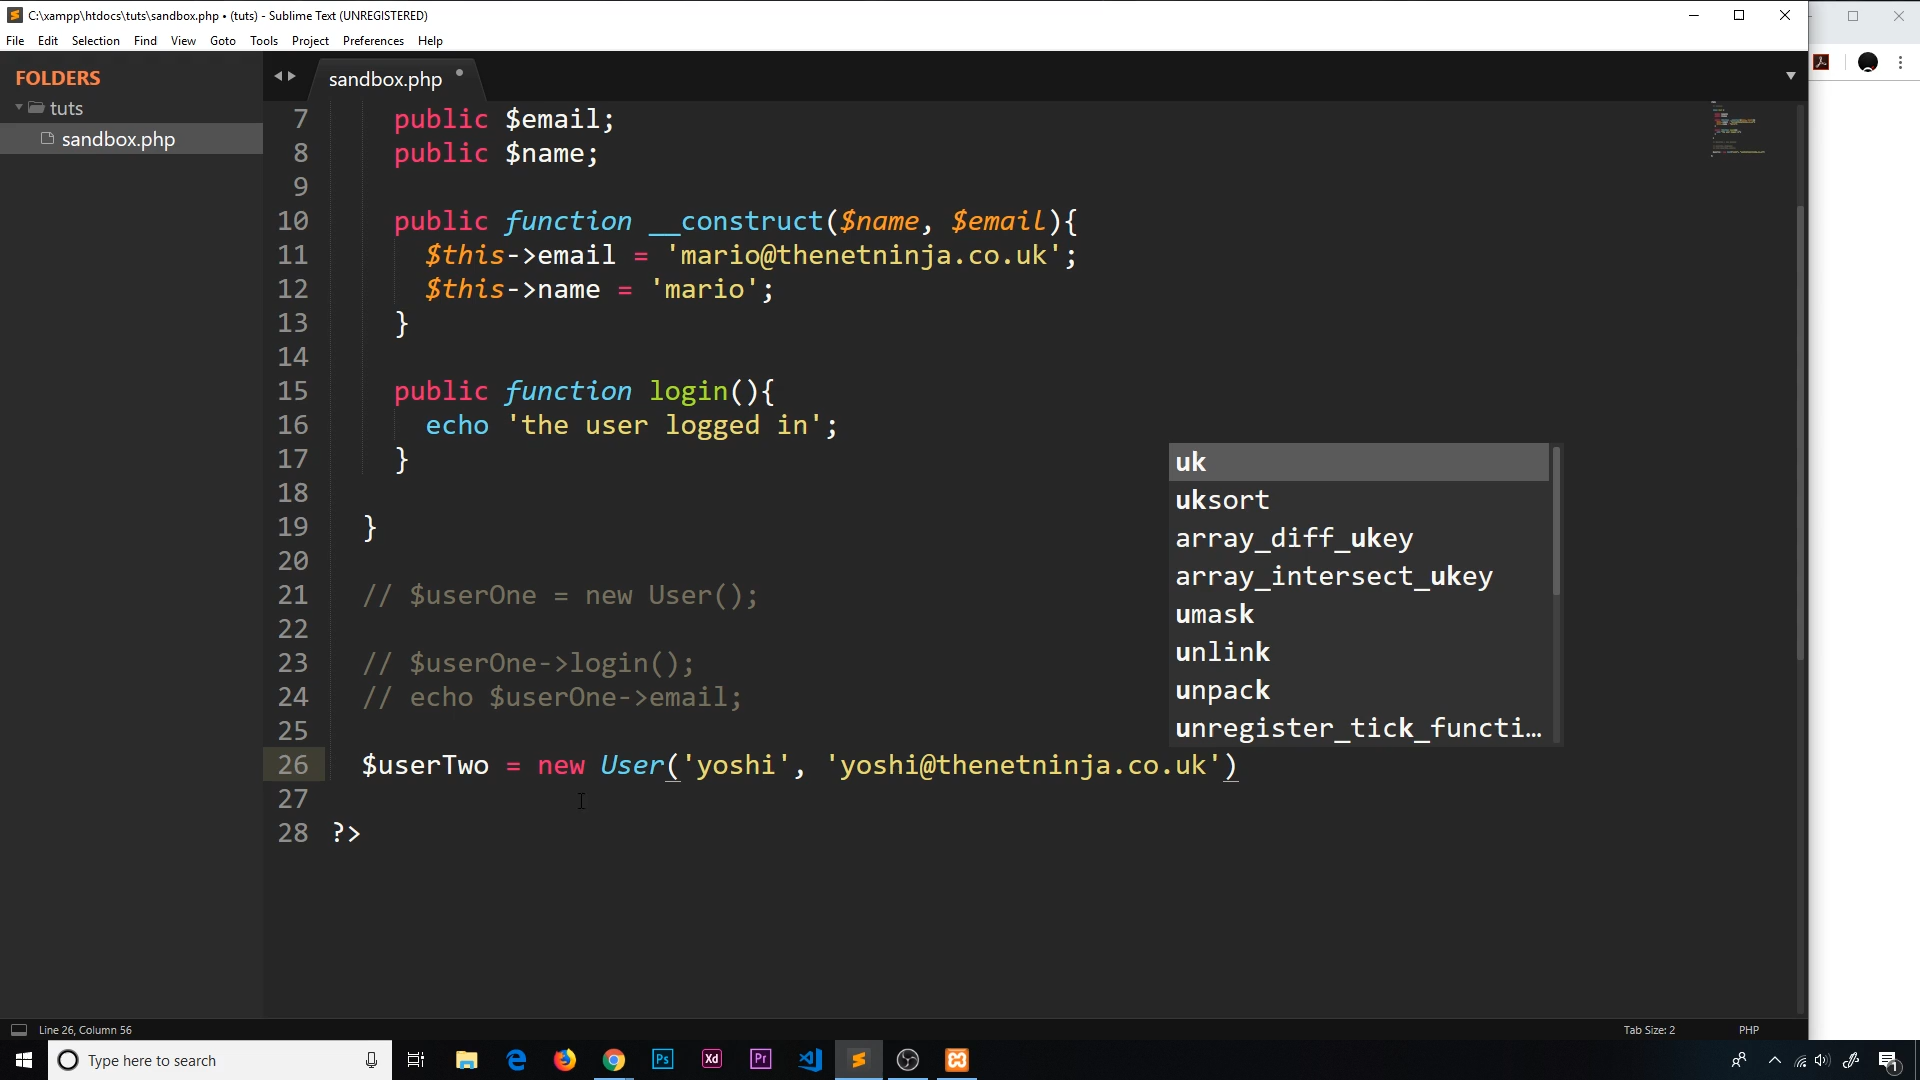 C:\xampp\htdocs\tuts\sandbox.php • (tuts) - Sublime Text (UNREGISTERED)
File Edit Selection Find View Goto Tools Project Preferences Help
FOLDERS
tuts
sandbox.php
sandbox.php
7 public $email;
8 public $name;
9
10 public function __construct($name, $email){
11 $this->email = 'mario@thenetninja.co.uk';
12 $this->name = 'mario';
13 }
14
15 public function login(){
16 echo 'the user logged in';
17 }
18
19 }
20
21 // $userOne = new User();
22
23 // $userOne->login();
24 // echo $userOne->email;
25
26 $userTwo = new User('yoshi', 'yoshi@thenetninja.co.uk')
27
28 ?>
uk
uksort
array_diff_ukey
array_intersect_ukey
umask
unlink
unpack
unregister_tick_functi…
Line 26, Column 56
Tab Size: 2
PHP
Type here to search
Ps
Xd
Pr
1